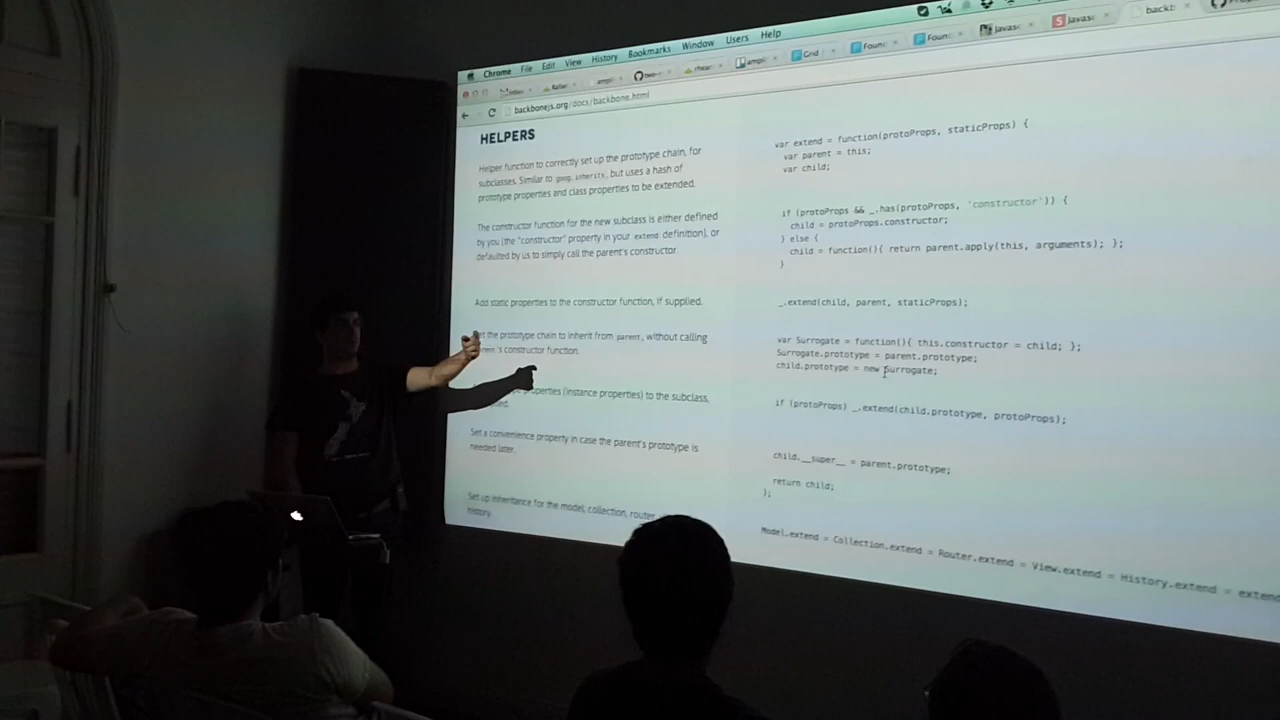 Chrome File Edit View History Bookmarks Window Users Help
Grid
backbonejs.org/docs/backbone.html
HELPERS
Helper function to correctly set up the prototype chain, for
subclasses. Similar to goog.inherits, but uses a hash of
prototype properties and class properties to be extended.
The constructor function for the new subclass is either defined
by you (the "constructor" property in your extend definition), or
defaulted by us to simply call the parent's constructor.
Add static properties to the constructor function, if supplied.
the prototype chain to inherit from parent, without calling
's constructor function.
properties (instance properties) to the subclass,
Set a convenience property in case the parent's prototype is
needed later.
Set up inheritance for the model, collection, router
history.
var extend = function(protoProps, staticProps) {
var parent = this;
var child;
if (protoProps && _.has(protoProps, 'constructor')) {
child = protoProps.constructor;
} else {
child = function(){ return parent.apply(this, arguments); };
}
_.extend(child, parent, staticProps);
var Surrogate = function(){ this.constructor = child; };
Surrogate.prototype = parent.prototype;
child.prototype = new Surrogate;
if (protoProps) _.extend(child.prototype, protoProps);
child.__super__ = parent.prototype;
return child;
};
Model.extend = Collection.extend = Router.extend = View.extend = History.extend = extend